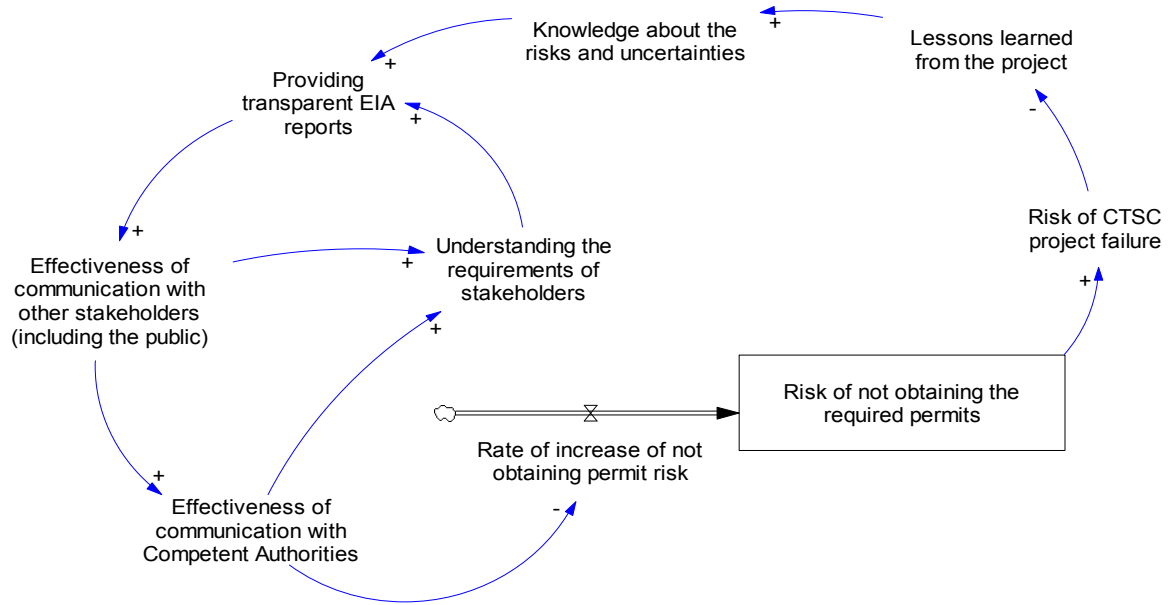 Knowledge about the
risks and uncertainties
+
Lessons learned
from the project
+
Providing
transparent EIA
reports
+
-
Risk of CTSC
project failure
+
+
Effectiveness of
communication with
other stakeholders
(including the public)
+
Understanding the
requirements of
stakeholders
+
+
Risk of not obtaining the
required permits
Rate of increase of not
obtaining permit risk
+
Effectiveness of
communication with
Competent Authorities
-